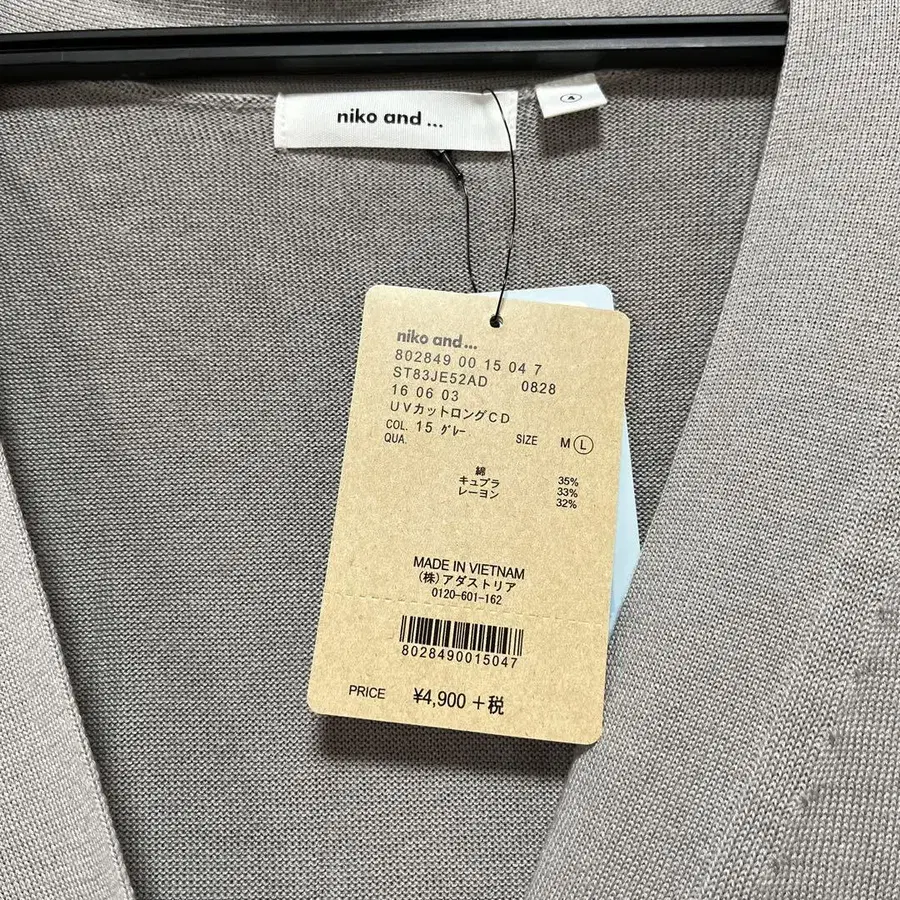 niko and ...
4
niko and ...
802849 00 15 04 7
ST83JE52AD 0828
16 06 03
UVカットロングCD
COL. 15 グレー
QUA. SIZE M L
綿 35%
キュプラ 33%
レーヨン 32%
MADE IN VIETNAM
(株)アダストリア
0120-601-162
8028490015047
PRICE ¥4,900 +税